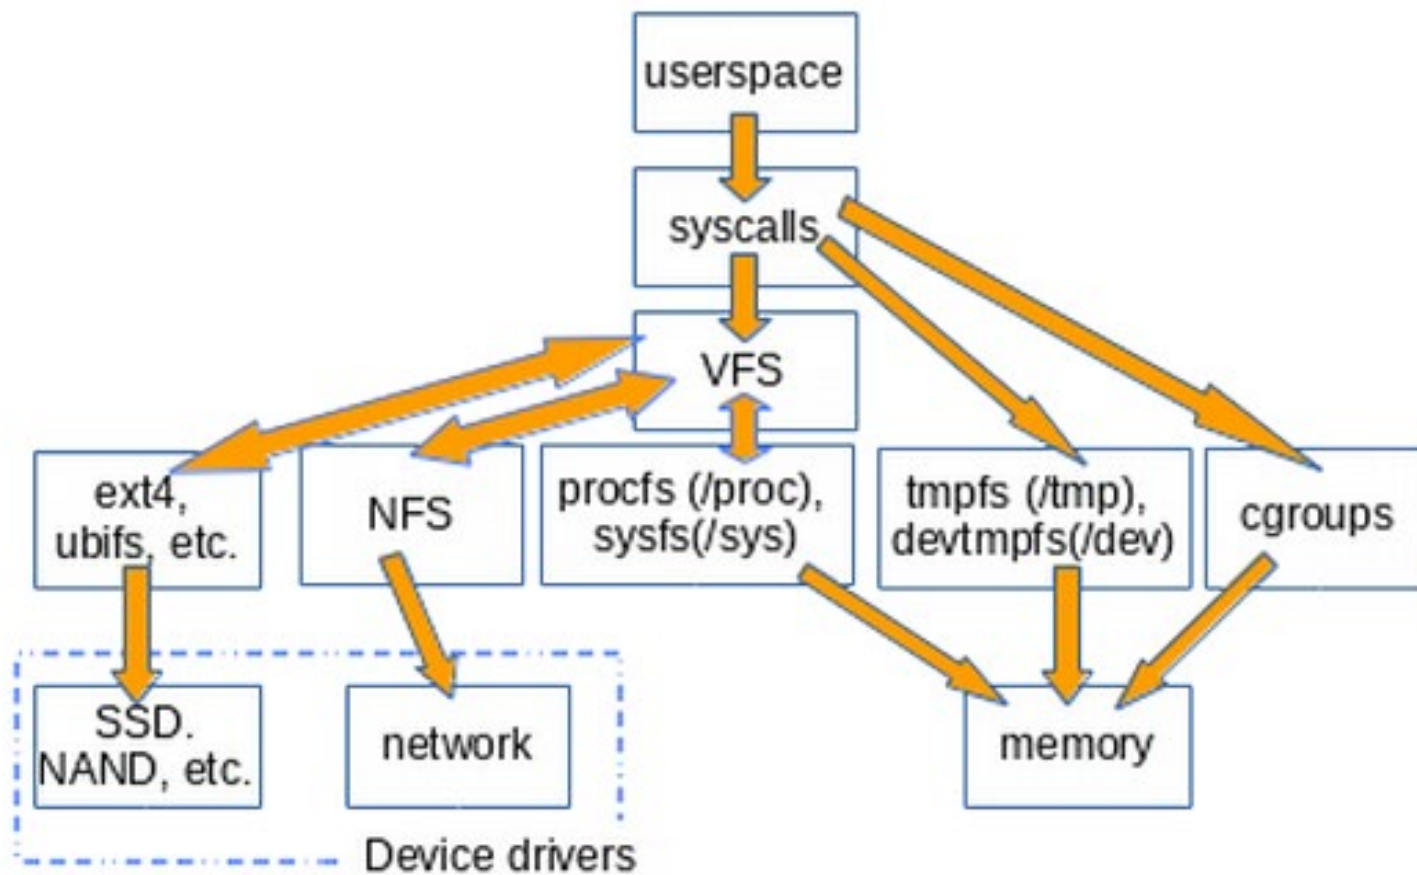 userspace
syscalls
VFS
ext4,
ubifs, etc.
NFS
procfs (/proc),
sysfs(/sys)
tmpfs (/tmp),
devtmpfs(/dev)
cgroups
SSD.
NAND, etc.
network
memory
Device drivers